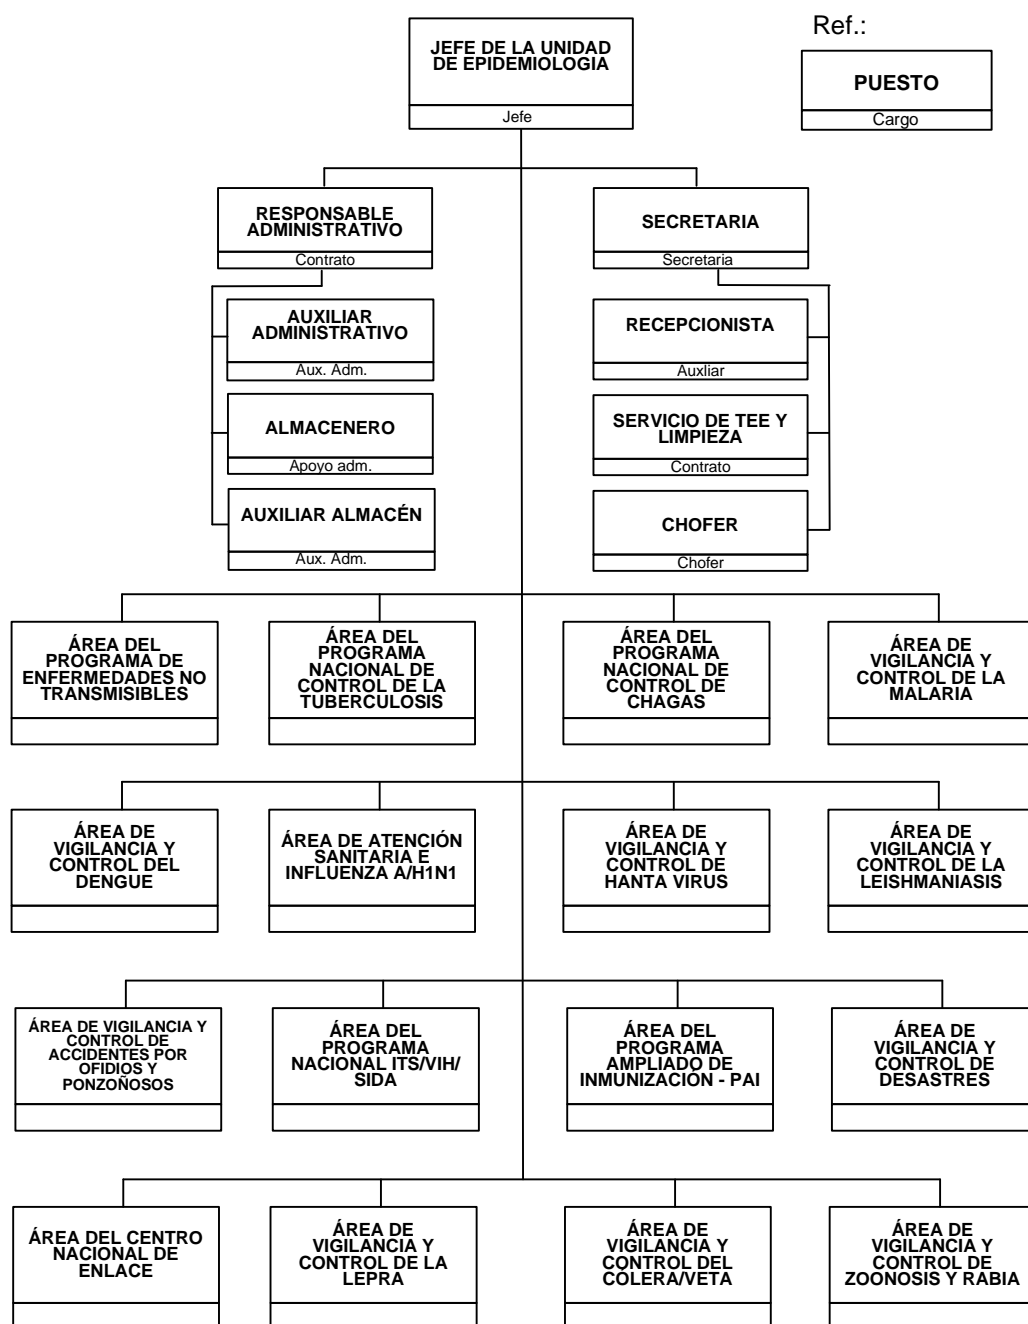 Ref.:
JEFE DE LA UNIDAD
DE EPIDEMIOLOGIA
Jefe
PUESTO
Cargo
RESPONSABLE
ADMINISTRATIVO
Contrato
SECRETARIA
Secretaria
AUXILIAR
ADMINISTRATIVO
Aux. Adm.
RECEPCIONISTA
Auxliar
ALMACENERO
Apoyo adm.
SERVICIO DE TEE Y
LIMPIEZA
Contrato
AUXILIAR ALMACÉN
Aux. Adm.
CHOFER
Chofer
ÁREA DEL
PROGRAMA DE
ENFERMEDADES NO
TRANSMISIBLES
ÁREA DEL
PROGRAMA
NACIONAL DE
CONTROL DE LA
TUBERCULOSIS
ÁREA DEL
PROGRAMA
NACIONAL DE
CONTROL DE
CHAGAS
ÁREA DE
VIGILANCIA Y
CONTROL DE LA
MALARIA
ÁREA DE
VIGILANCIA Y
CONTROL DEL
DENGUE
ÁREA DE ATENCIÓN
SANITARIA E
INFLUENZA A/H1N1
ÁREA DE
VIGILANCIA Y
CONTROL DE
HANTA VIRUS
ÁREA DE
VIGILANCIA Y
CONTROL DE LA
LEISHMANIASIS
ÁREA DE VIGILANCIA Y
CONTROL DE
ACCIDENTES POR
OFIDIOS Y
PONZOÑOSOS
ÁREA DEL
PROGRAMA
NACIONAL ITS/VIH/
SIDA
ÁREA DEL
PROGRAMA
AMPLIADO DE
INMUNIZACIÓN - PAI
ÁREA DE
VIGILANCIA Y
CONTROL DE
DESASTRES
ÁREA DEL CENTRO
NACIONAL DE
ENLACE
ÁREA DE
VIGILANCIA Y
CONTROL DE LA
LEPRA
ÁREA DE
VIGILANCIA Y
CONTROL DEL
CÓLERA/VETA
ÁREA DE
VIGILANCIA Y
CONTROL DE
ZOONOSIS Y RABIA